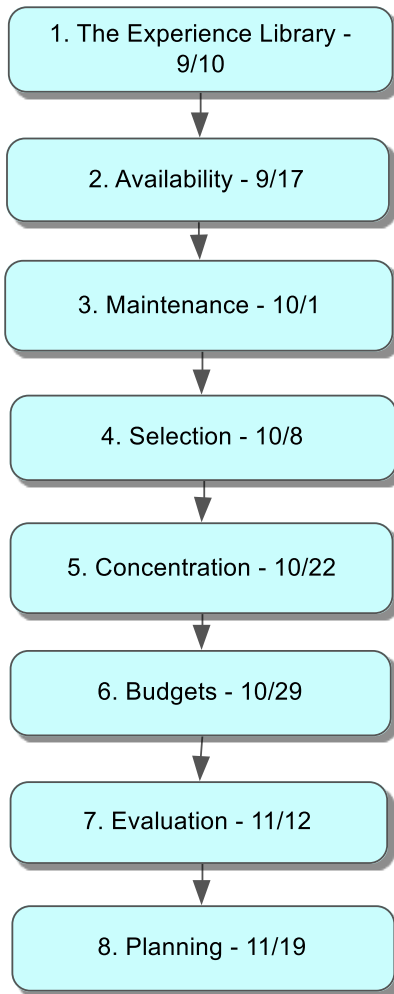 1. The Experience Library -
9/10
2. Availability - 9/17
3. Maintenance - 10/1
4. Selection - 10/8
5. Concentration - 10/22
6. Budgets - 10/29
7. Evaluation - 11/12
8. Planning - 11/19